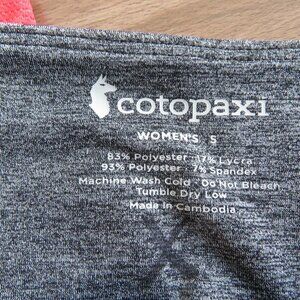 cotopaxi
WOMEN'S S
83% Polyester · 17% Lycra
93% Polyester · 7% Spandex
Machine Wash Cold · Do Not Bleach
Tumble Dry Low
Made In Cambodia